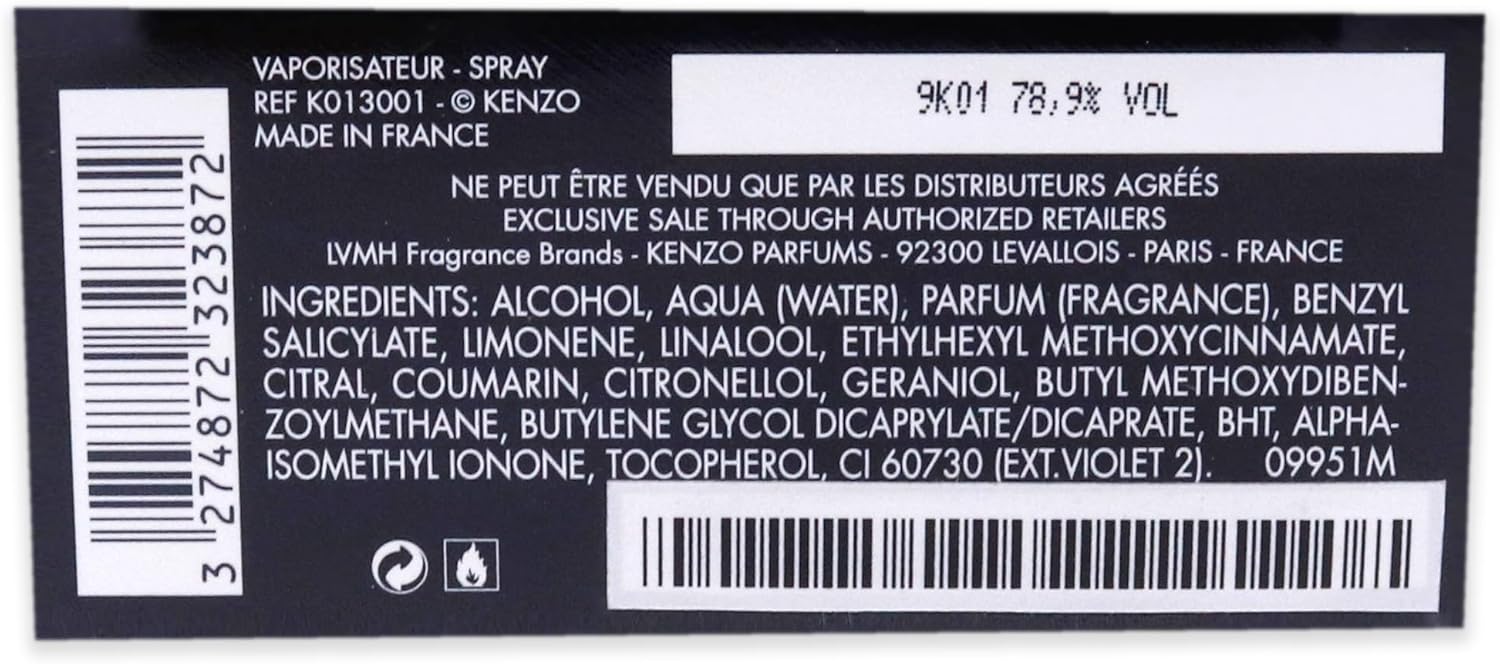 VAPORISATEUR - SPRAY
REF K013001 - © KENZO
MADE IN FRANCE
9K01 78,9% VOL
NE PEUT ÊTRE VENDU QUE PAR LES DISTRIBUTEURS AGRÉÉS
EXCLUSIVE SALE THROUGH AUTHORIZED RETAILERS
LVMH Fragrance Brands - KENZO PARFUMS - 92300 LEVALLOIS - PARIS - FRANCE
INGREDIENTS: ALCOHOL, AQUA (WATER), PARFUM (FRAGRANCE), BENZYL
SALICYLATE, LIMONENE, LINALOOL, ETHYLHEXYL METHOXYCINNAMATE,
CITRAL, COUMARIN, CITRONELLOL, GERANIOL, BUTYL METHOXYDIBEN-
ZOYLMETHANE, BUTYLENE GLYCOL DICAPRYLATE/DICAPRATE, BHT, ALPHA-
ISOMETHYL IONONE, TOCOPHEROL, CI 60730 (EXT.VIOLET 2). 09951M
3 274872 323872